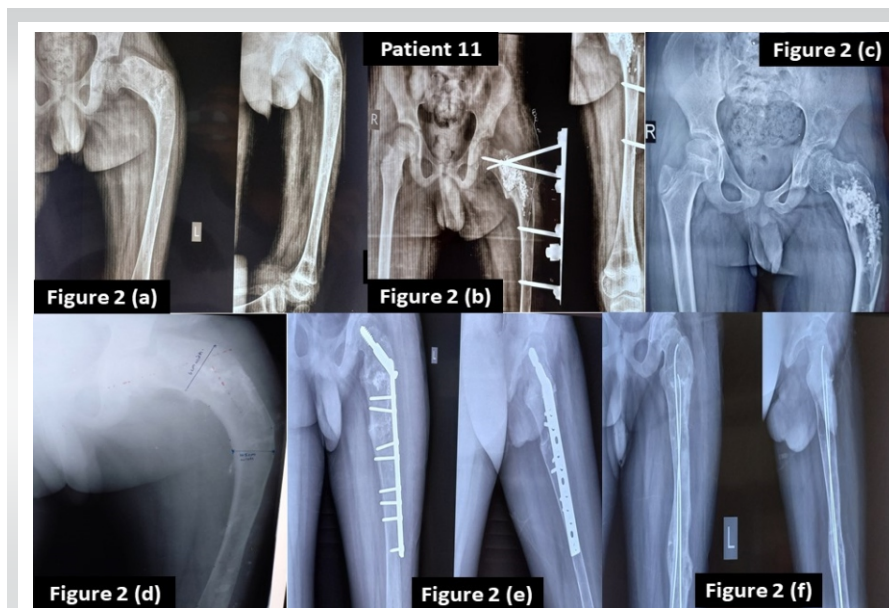 Patient 11
Figure 2 (c)
R
R
L
Figure 2 (a)
Figure 2 (b)
L
Figure 2 (d)
Figure 2 (e)
Figure 2 (f)